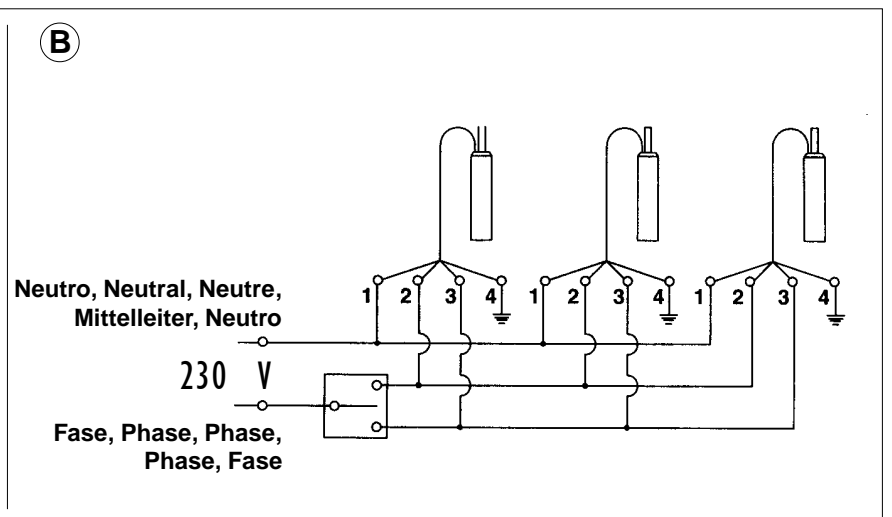 B
Neutro, Neutral, Neutre,
Mittelleiter, Neutro
1 2 3 4 1 2 3 4 1 2 3 4
230 V
Fase, Phase, Phase,
Phase, Fase